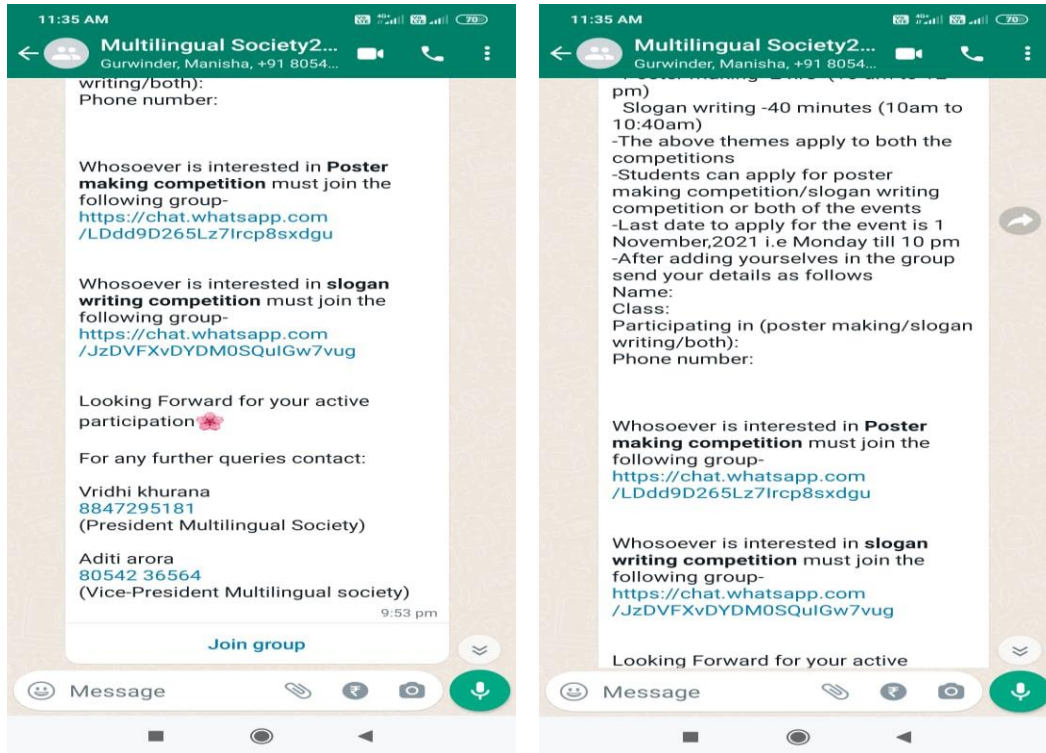 11:35 AM
70
Multilingual Society2...
Gurwinder, Manisha, +91 8054...
writing/both):
Phone number:
Whosoever is interested in Poster
making competition must join the
following group-
https://chat.whatsapp.com
/LDdd9D265Lz7Ircp8sxdgu
Whosoever is interested in slogan
writing competition must join the
following group-
https://chat.whatsapp.com
/JzDVFXvDYDM0SQuIGw7vug
Looking Forward for your active
participation🌸
For any further queries contact:
Vridhi khurana
8847295181
(President Multilingual Society)
Aditi arora
80542 36564
(Vice-President Multilingual society)
9:53 pm
Join group
Message
11:35 AM
70
Multilingual Society2...
Gurwinder, Manisha, +91 8054...
pm)
Slogan writing -40 minutes (10am to
10:40am)
-The above themes apply to both the
competitions
-Students can apply for poster
making competition/slogan writing
competition or both of the events
-Last date to apply for the event is 1
November,2021 i.e Monday till 10 pm
-After adding yourselves in the group
send your details as follows
Name:
Class:
Participating in (poster making/slogan
writing/both):
Phone number:
Whosoever is interested in Poster
making competition must join the
following group-
https://chat.whatsapp.com
/LDdd9D265Lz7Ircp8sxdgu
Whosoever is interested in slogan
writing competition must join the
following group-
https://chat.whatsapp.com
/JzDVFXvDYDM0SQuIGw7vug
Looking Forward for your active
Message